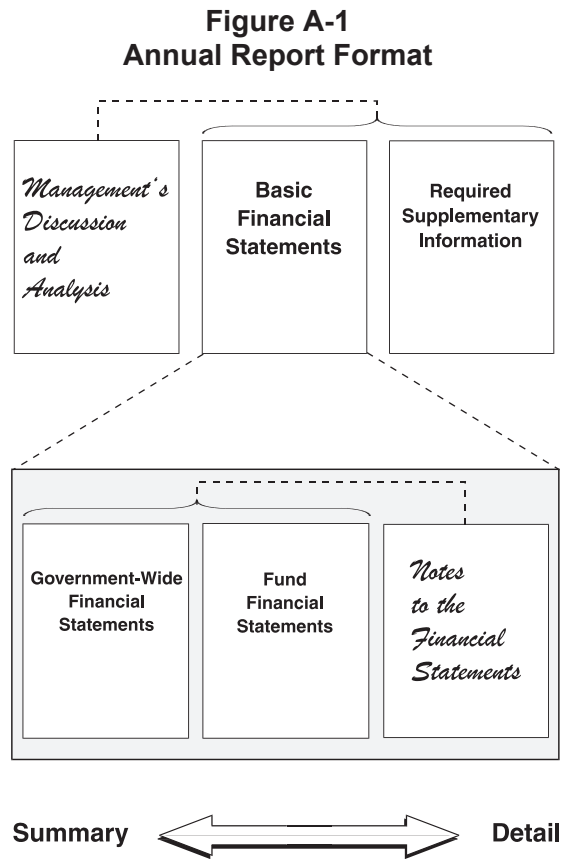 Figure A-1
Annual Report Format
Management's
Discussion
and
Analysis
Basic
Financial
Statements
Required
Supplementary
Information
Government-Wide
Financial
Statements
Fund
Financial
Statements
Notes
to the
Financial
Statements
Summary
Detail